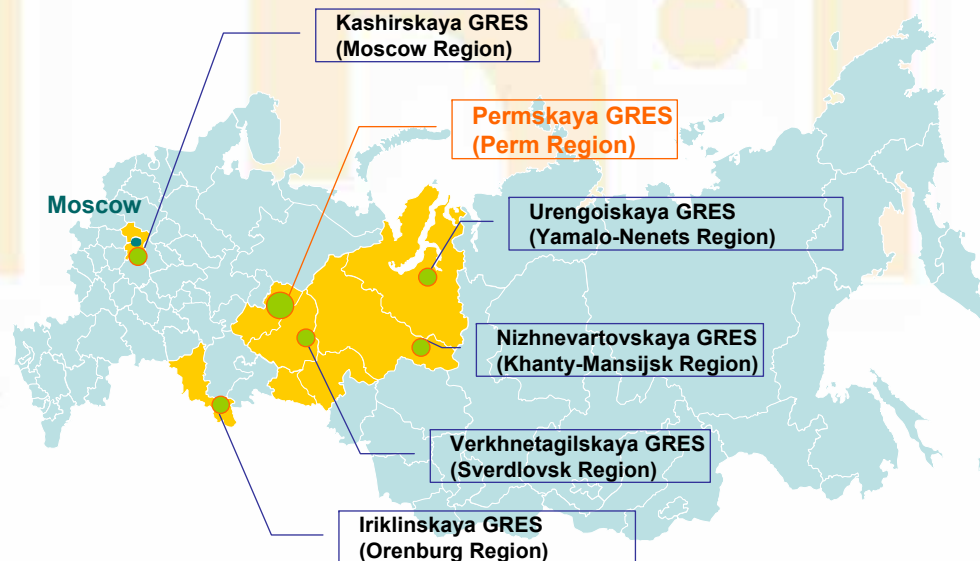 Kashirskaya GRES
(Moscow Region)
Permskaya GRES
(Perm Region)
Moscow
Urengoiskaya GRES
(Yamalo-Nenets Region)
Nizhnevartovskaya GRES
(Khanty-Mansijsk Region)
Verkhnetagilskaya GRES
(Sverdlovsk Region)
Iriklinskaya GRES
(Orenburg Region)